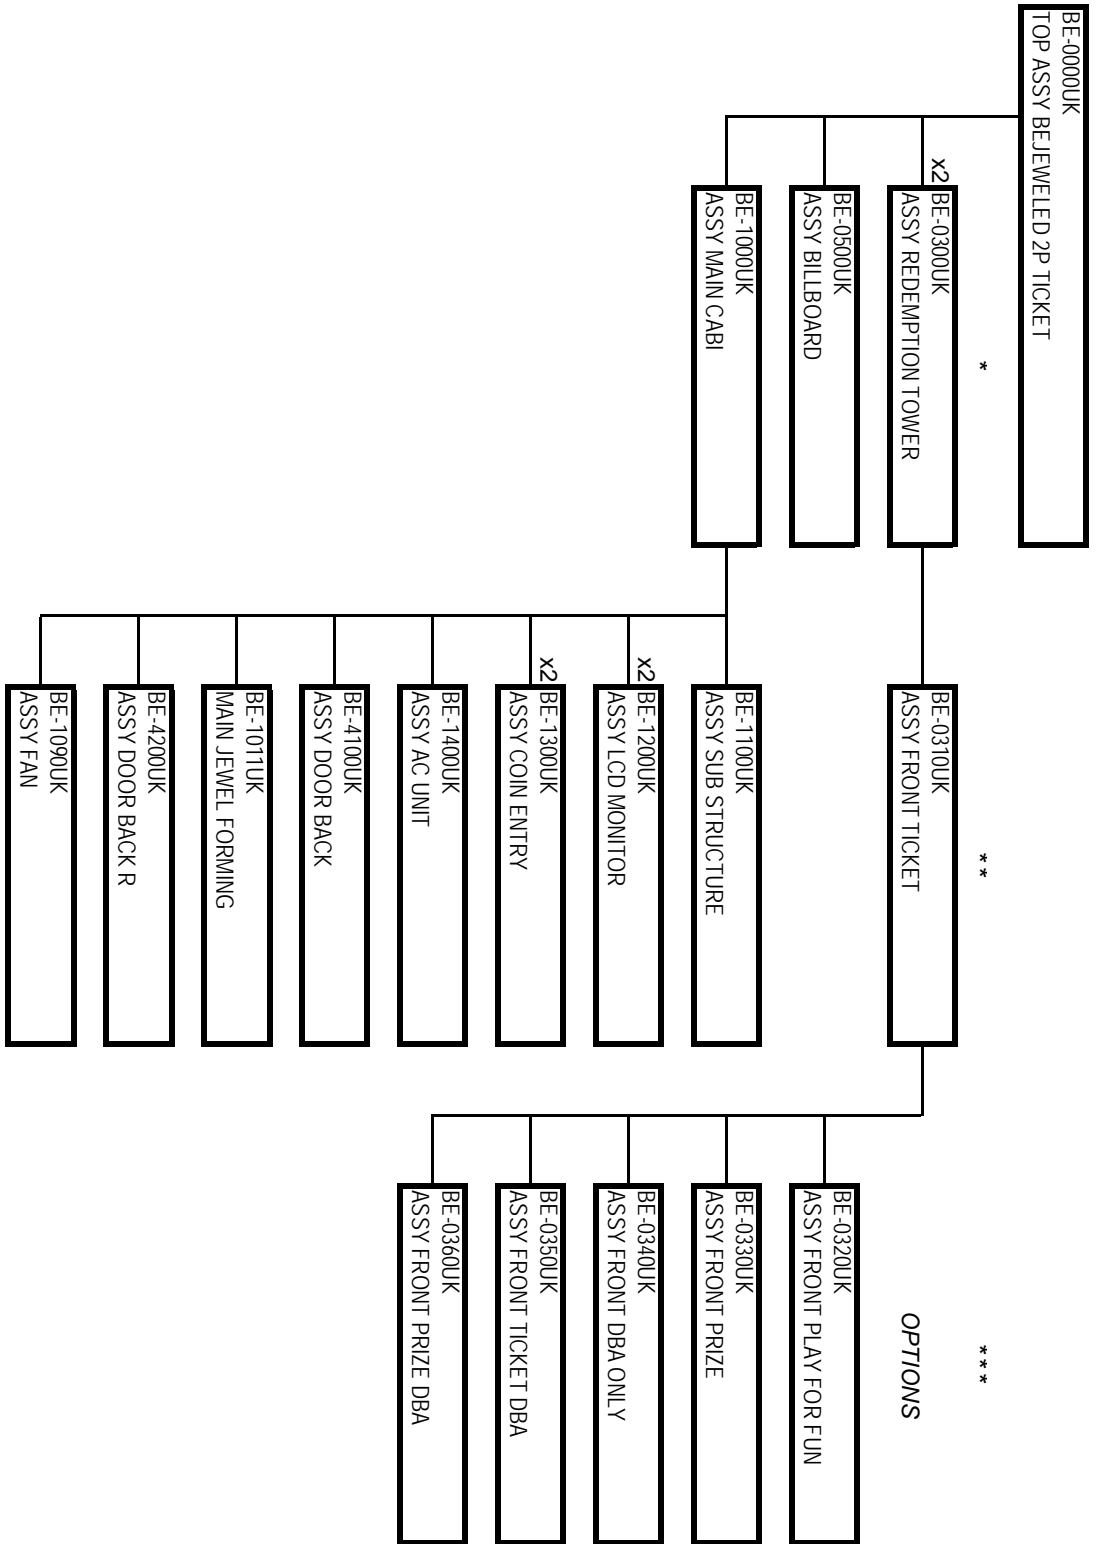 BE-0000UK
TOP ASSY BEJEWELED 2P TICKET
*
**
***
x2
BE-0300UK
ASSY REDEMPTION TOWER
BE-0310UK
ASSY FRONT TICKET
OPTIONS
BE-0500UK
ASSY BILLBOARD
BE-0320UK
ASSY FRONT PLAY FOR FUN
BE-1000UK
ASSY MAIN CABI
BE-1100UK
ASSY SUB STRUCTURE
BE-0330UK
ASSY FRONT PRIZE
x2
BE-1200UK
ASSY LCD MONITOR
BE-0340UK
ASSY FRONT DBA ONLY
x2
BE-1300UK
ASSY COIN ENTRY
BE-0350UK
ASSY FRONT TICKET DBA
BE-1400UK
ASSY AC UNIT
BE-0360UK
ASSY FRONT PRIZE DBA
BE-4100UK
ASSY DOOR BACK
BE-1011UK
MAIN JEWEL FORMING
BE-4200UK
ASSY DOOR BACK R
BE-1090UK
ASSY FAN